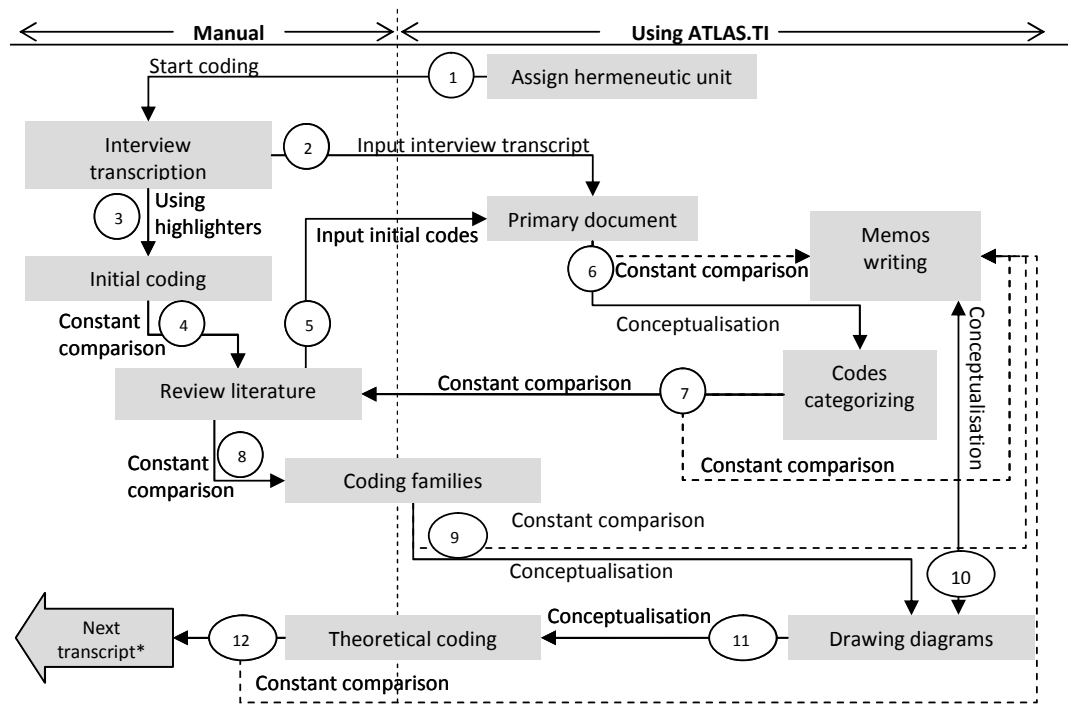 Manual
Using ATLAS.TI
Start coding
1
Assign hermeneutic unit
Interview
transcription
2
Input interview transcript
3
Using
highlighters
Primary document
Input initial codes
Memos
writing
6
Constant comparison
Initial coding
Constant
comparison
4
5
Conceptualisation
Conceptualisation
Review literature
Constant comparison
7
Codes
categorizing
8
Constant
comparison
Constant comparison
Coding families
Constant comparison
9
Conceptualisation
10
Next
transcript*
12
Theoretical coding
Conceptualisation
11
Drawing diagrams
Constant comparison